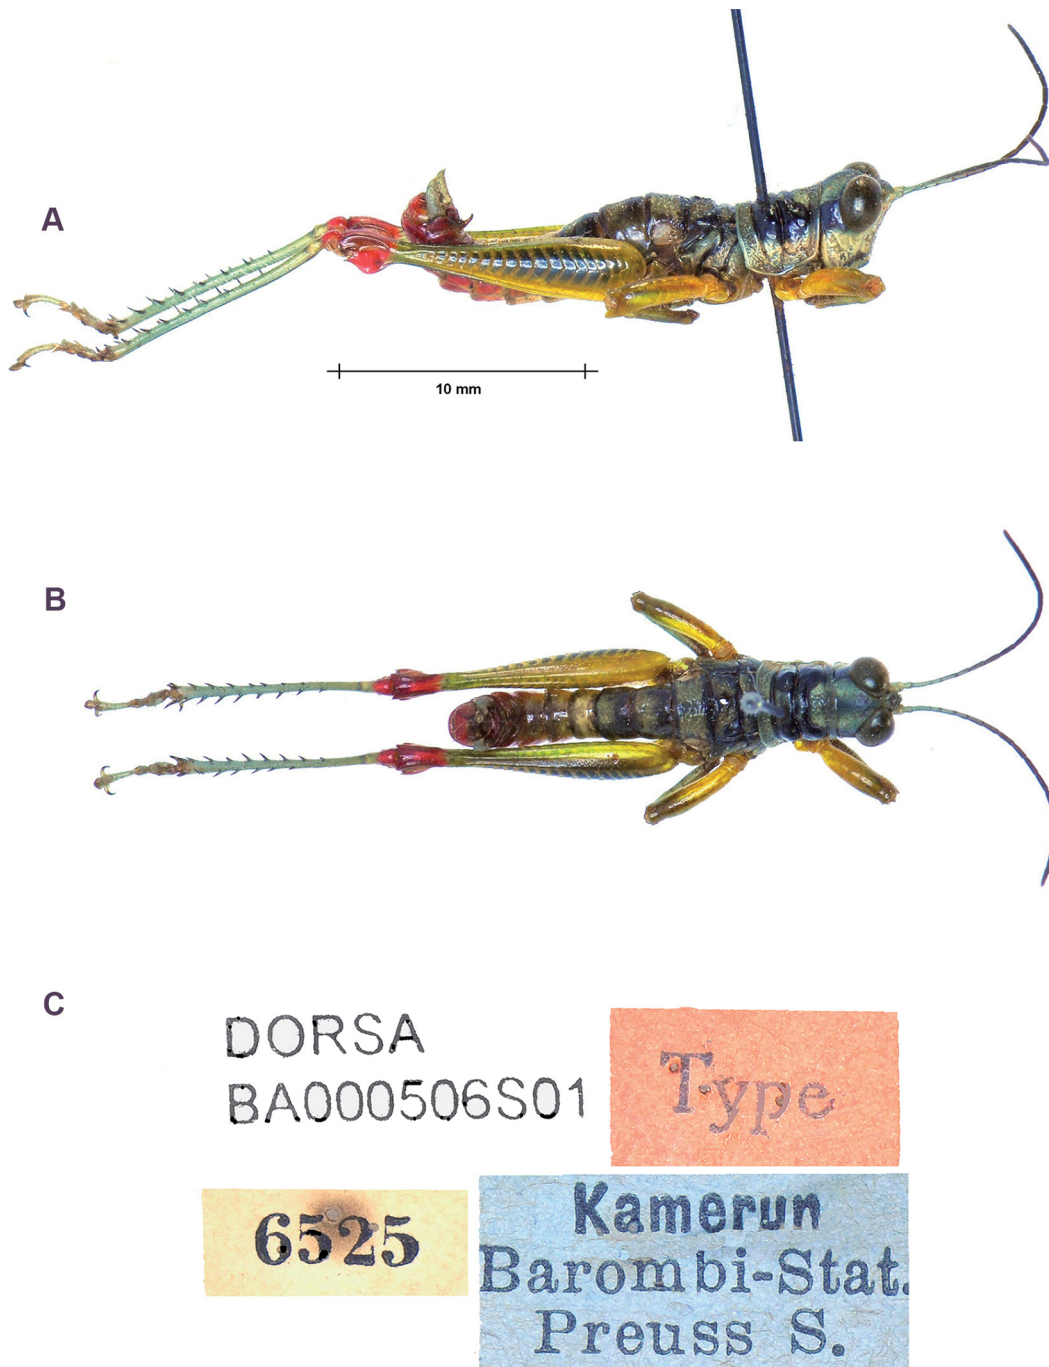 A
10 mm
B
C
DORSA
BA000506S01
Type
6525
Kamerun
Barombi-Stat.
Preuss S.